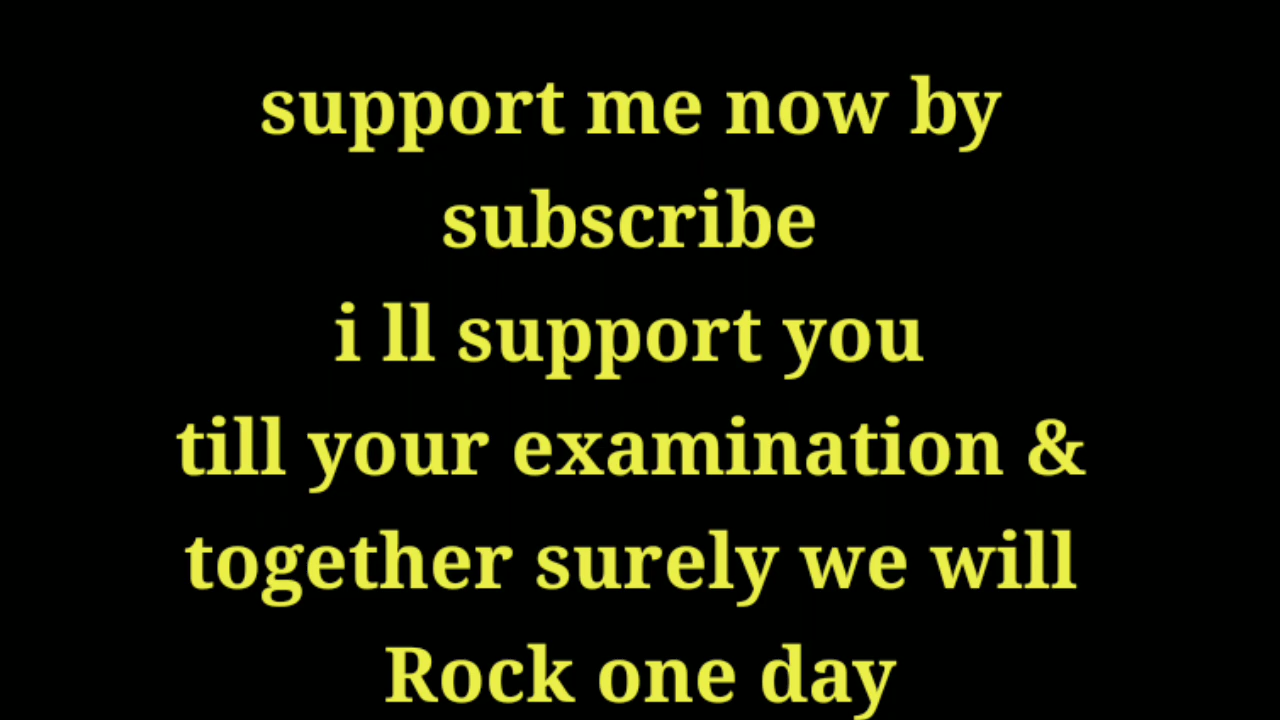 support me now by
subscribe
i ll support you
till your examination &
together surely we will
Rock one day